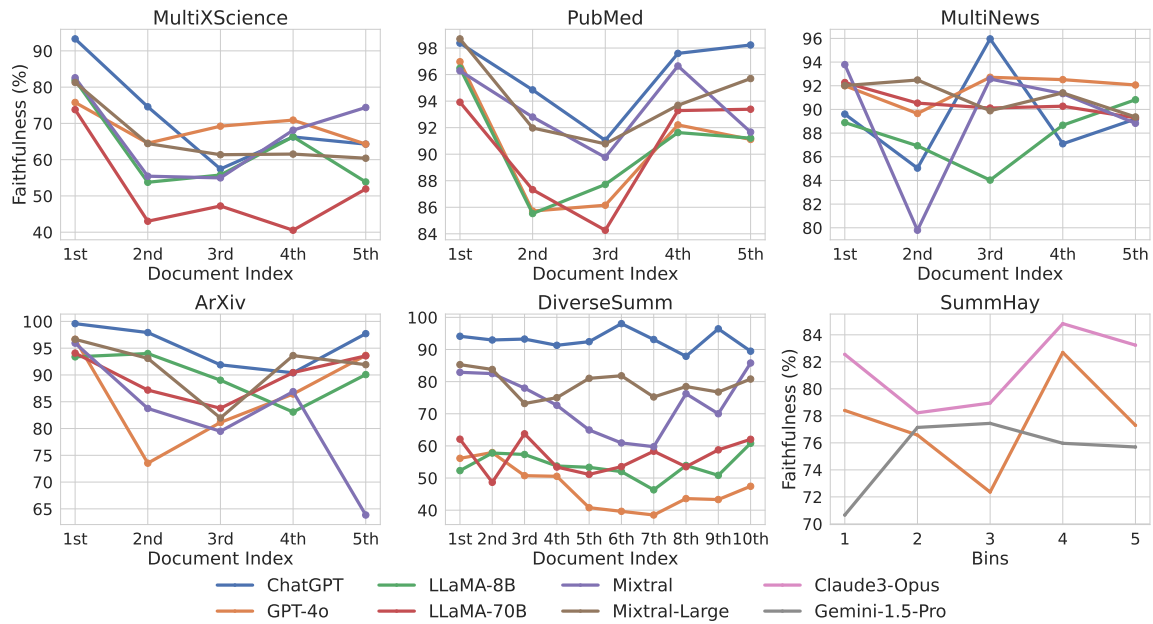 MultiXScience PubMed MultiNews
Faithfulness (%)
90
80
70
60
50
40
1st 2nd 3rd 4th 5th
Document Index
98
96
94
92
90
88
86
84
1st 2nd 3rd 4th 5th
Document Index
96
94
92
90
88
86
84
82
80
1st 2nd 3rd 4th 5th
Document Index
ArXiv DiverseSumm SummHay
100
95
90
85
80
75
70
65
1st 2nd 3rd 4th 5th
Document Index
100
90
80
70
60
50
40
1st 2nd 3rd 4th 5th 6th 7th 8th 9th 10th
Document Index
Faithfulness (%)
84
82
80
78
76
74
72
70
1 2 3 4 5
Bins
ChatGPT LLaMA-8B Mixtral Claude3-Opus
GPT-4o LLaMA-70B Mixtral-Large Gemini-1.5-Pro